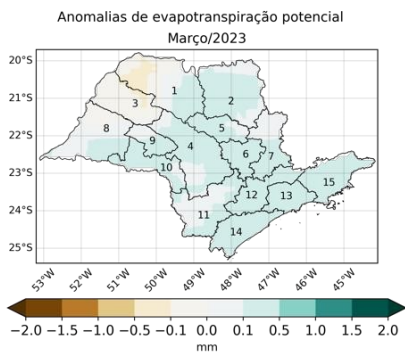 Anomalias de evapotranspiração potencial
Março/2023
20°S
21°S
22°S
23°S
24°S
25°S
1
2
3
8
5
4
9
6
7
10
15
12
13
11
14
53°W
52°W
51°W
50°W
49°W
48°W
47°W
46°W
45°W
−2.0 −1.5 −1.0 −0.5 −0.1 0.0 0.1 0.5 1.0 1.5 2.0
mm